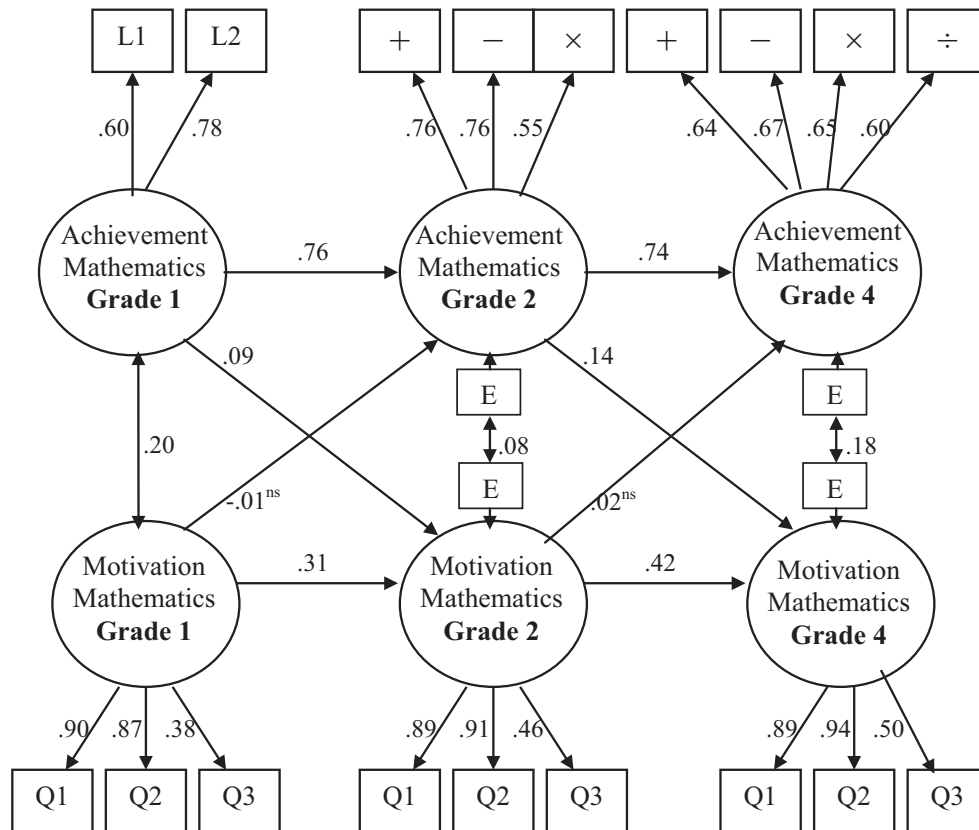 L1 L2 + − × + − × ÷
.60 .78 .76 .76 .55 .64 .67 .65 .60
Achievement
Mathematics
Grade 1
.76
Achievement
Mathematics
Grade 2
.74
Achievement
Mathematics
Grade 4
.09
.14
E
E
.20
.08
.18
E
E
-.01ns
.02ns
Motivation
Mathematics
Grade 1
.31
Motivation
Mathematics
Grade 2
.42
Motivation
Mathematics
Grade 4
.90 .87 .38 .89 .91 .46 .89 .94 .50
Q1 Q2 Q3 Q1 Q2 Q3 Q1 Q2 Q3